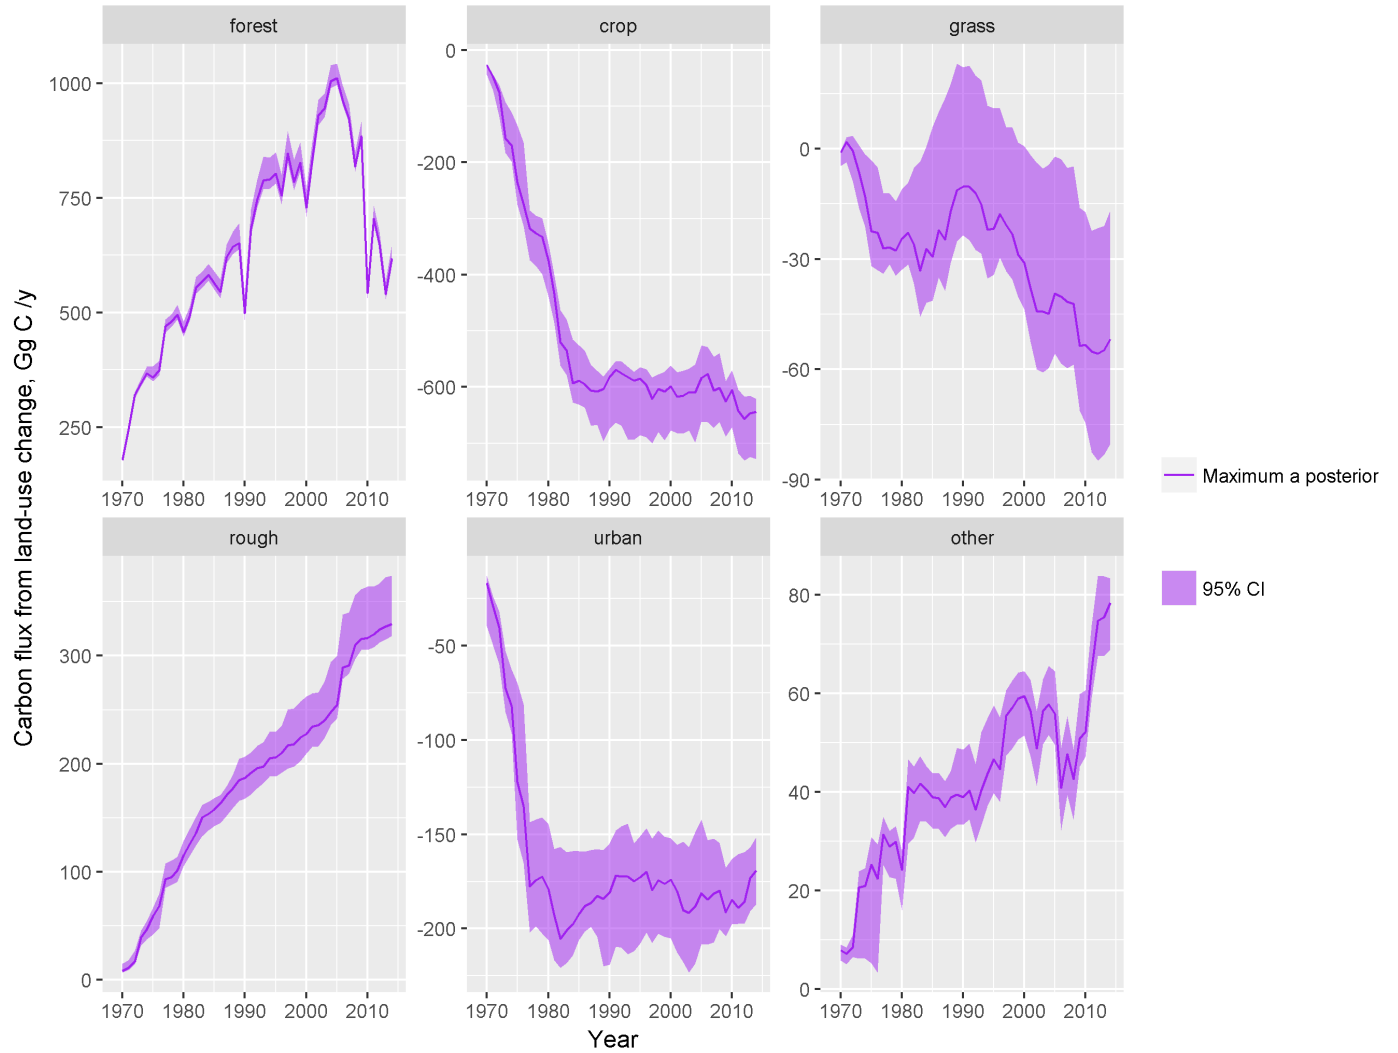 forest crop grass
Carbon flux from land-use change, Gg C /y
1000
750
500
250
0
-200
-400
-600
0
-30
-60
-90
1970 1980 1990 2000 2010
1970 1980 1990 2000 2010
1970 1980 1990 2000 2010
rough urban other
300
200
100
0
-50
-100
-150
-200
80
60
40
20
0
1970 1980 1990 2000 2010
1970 1980 1990 2000 2010
1970 1980 1990 2000 2010
Year
Maximum a posterior
95% CI